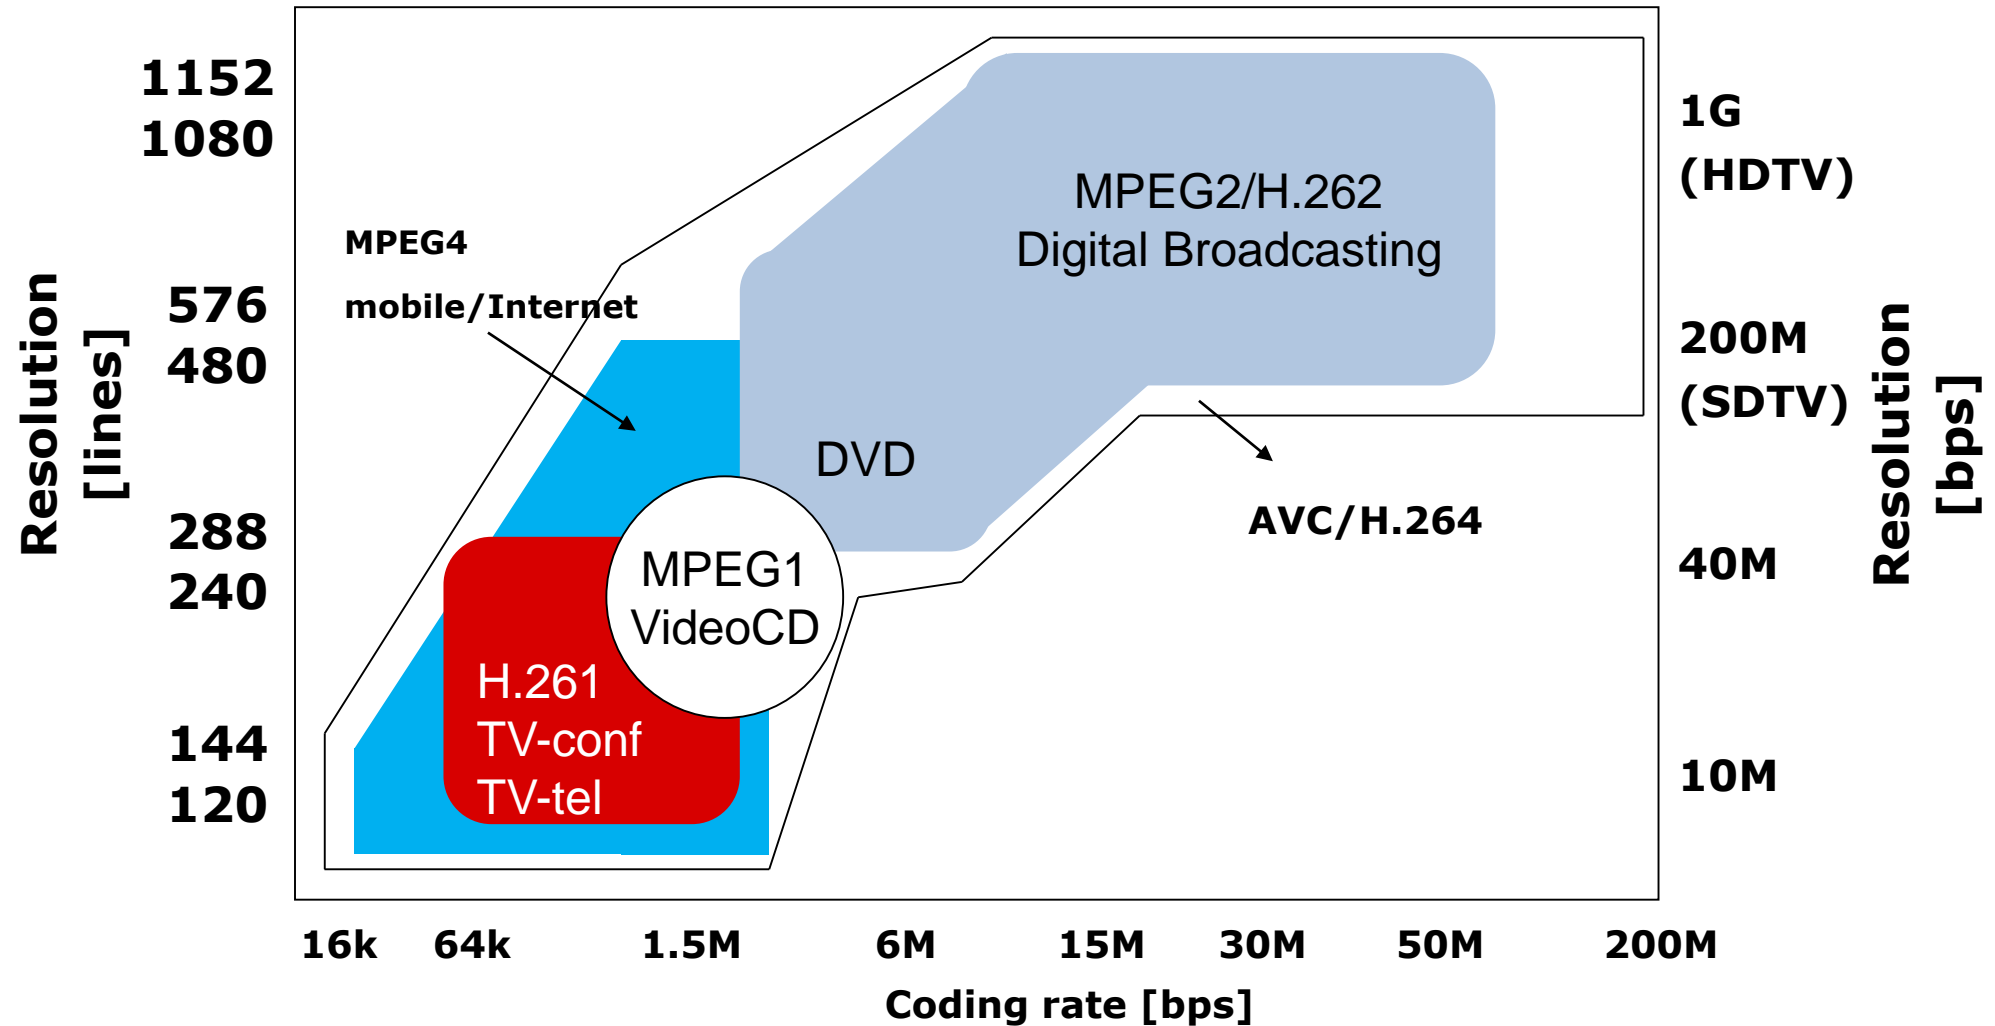 1152
1080
576
480
288
240
144
120
Resolution
[lines]
MPEG4
mobile/Internet
MPEG2/H.262
Digital Broadcasting
DVD
MPEG1
VideoCD
H.261
TV-conf
TV-tel
AVC/H.264
1G
(HDTV)
200M
(SDTV)
40M
10M
Resolution
[bps]
16k 64k 1.5M 6M 15M 30M 50M 200M
Coding rate [bps]